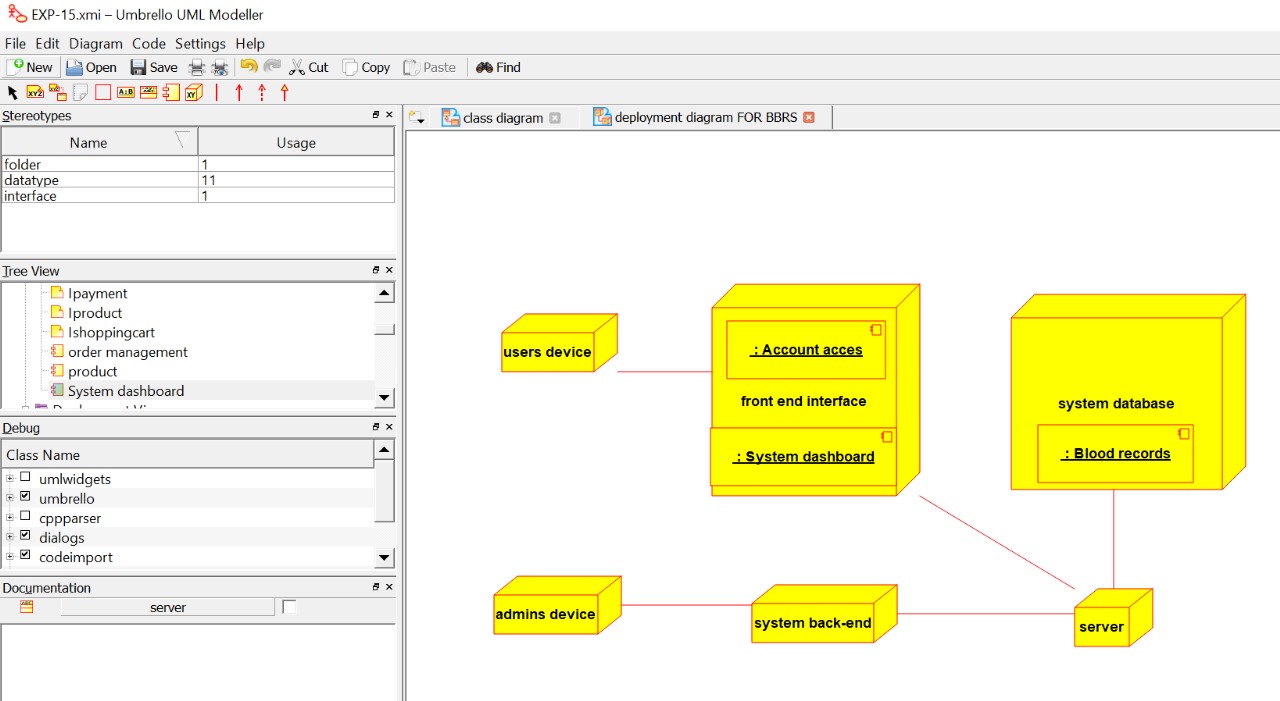 EXP-15.xmi – Umbrello UML Modeller
File Edit Diagram Code Settings Help
New Open Save Cut Copy Paste Find
XYZ A↓B XY
Stereotypes
Name Usage
folder 1
datatype 11
interface 1
Tree View
Ipayment
Iproduct
Ishoppingcart
order management
product
System dashboard
Debug
Class Name
umlwidgets
umbrello
cppparser
dialogs
codeimport
Documentation
server
class diagram
deployment diagram FOR BBRS
users device
: Account acces
front end interface
: System dashboard
system database
: Blood records
admins device
system back-end
server